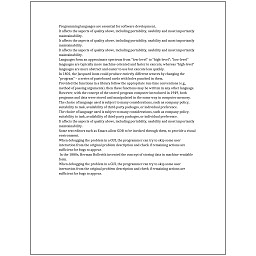 Programming languages are essential for software development.
It affects the aspects of quality above, including portability, usability and most importantly
maintainability.
It affects the aspects of quality above, including portability, usability and most importantly
maintainability.
It affects the aspects of quality above, including portability, usability and most importantly
maintainability.
Languages form an approximate spectrum from "low-level" to "high-level"; "low-level"
languages are typically more machine-oriented and faster to execute, whereas "high-level"
languages are more abstract and easier to use but execute less quickly.
In 1801, the Jacquard loom could produce entirely different weaves by changing the
"program" – a series of pasteboard cards with holes punched in them.
Provided the functions in a library follow the appropriate run-time conventions (e.g.,
method of passing arguments), then these functions may be written in any other language.
However, with the concept of the stored-program computer introduced in 1949, both
programs and data were stored and manipulated in the same way in computer memory.
The choice of language used is subject to many considerations, such as company policy,
suitability to task, availability of third-party packages, or individual preference.
The choice of language used is subject to many considerations, such as company policy,
suitability to task, availability of third-party packages, or individual preference.
It affects the aspects of quality above, including portability, usability and most importantly
maintainability.
Some text editors such as Emacs allow GDB to be invoked through them, to provide a visual
environment.
When debugging the problem in a GUI, the programmer can try to skip some user
interaction from the original problem description and check if remaining actions are
sufficient for bugs to appear.
In the 1880s, Herman Hollerith invented the concept of storing data in machine-readable
form.
When debugging the problem in a GUI, the programmer can try to skip some user
interaction from the original problem description and check if remaining actions are
sufficient for bugs to appear.